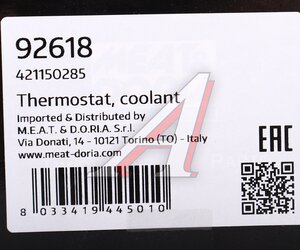 92618
421150285
Thermostat, coolant
Imported & Distributed by
M.E.A.T. & D.O.R.I.A. S.r.l.
Via Donati, 14 - 10121 Torino (TO) - Italy
www.meat-doria.com
EAC
8 033419 445010